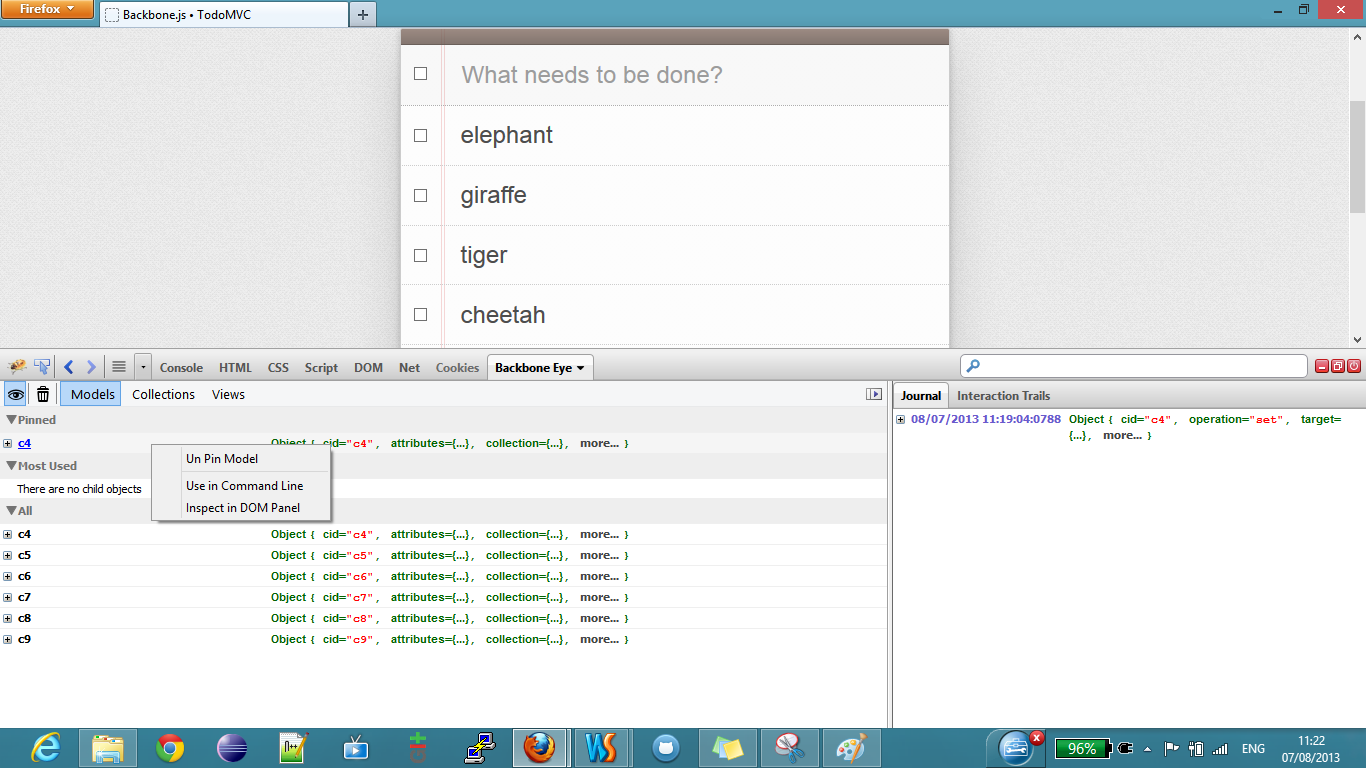 Firefox
Backbone.js • TodoMVC
What needs to be done?
elephant
giraffe
tiger
cheetah
Console HTML CSS Script DOM Net Cookies Backbone Eye
Models Collections Views
Journal Interaction Trails
Pinned
c4 Object { cid="c4", attributes={...}, collection={...}, more... }
Un Pin Model
Use in Command Line
Inspect in DOM Panel
Most Used
There are no child objects
All
c4 Object { cid="c4", attributes={...}, collection={...}, more... }
c5 Object { cid="c5", attributes={...}, collection={...}, more... }
c6 Object { cid="c6", attributes={...}, collection={...}, more... }
c7 Object { cid="c7", attributes={...}, collection={...}, more... }
c8 Object { cid="c8", attributes={...}, collection={...}, more... }
c9 Object { cid="c9", attributes={...}, collection={...}, more... }
08/07/2013 11:19:04:0788 Object { cid="c4", operation="set", target=
{...}, more... }
96%
ENG
11:22
07/08/2013